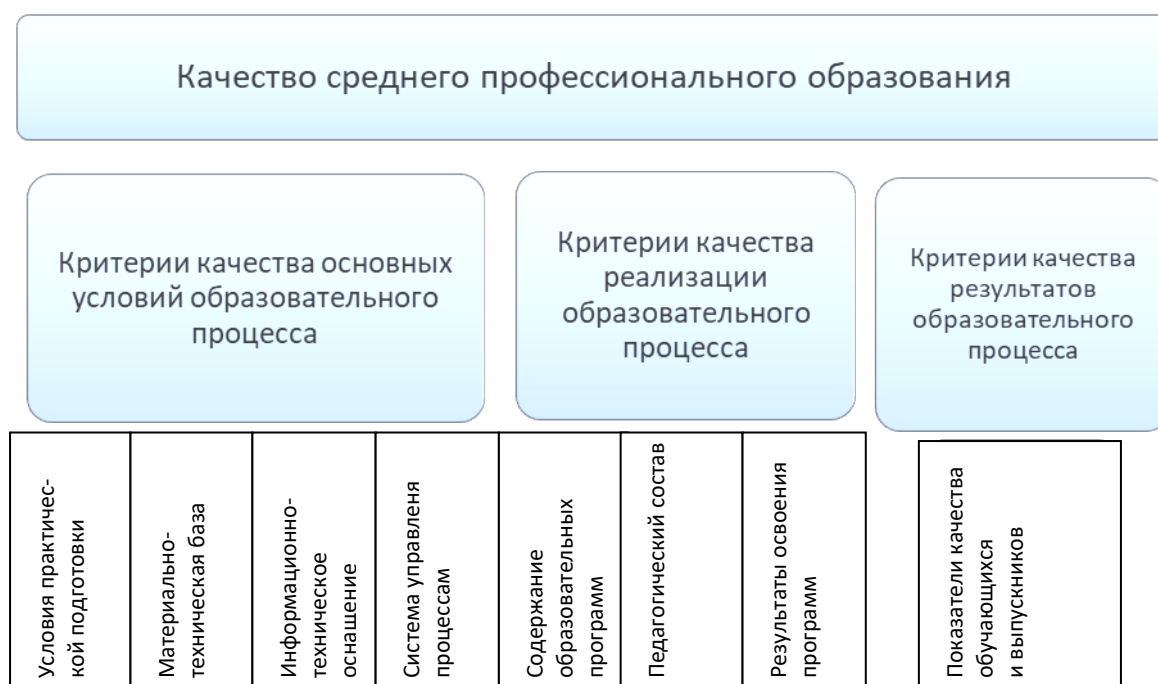 Качество среднего профессионального образования
Критерии качества основных
условий образовательного
процесса
Критерии качества
реализации
образовательного
процесса
Критерии качества
результатов
образовательного
процесса
Условия практичес-
кой подготовки
Материально-
техническая база
Информационно-
техническое
оснащение
Система управленя
процессам
Содержание
образовательных
программ
Педагогический состав
Результаты освоения
программ
Показатели качества
обучающихся
и выпускников